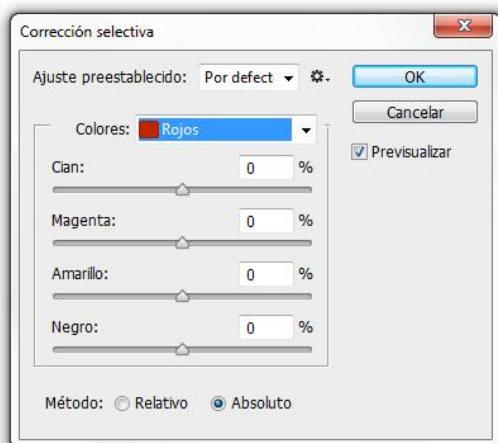 Corrección selectiva
Ajuste preestablecido: Por defect
OK
Cancelar
Previsualizar
Colores: Rojos
Cian: 0 %
Magenta: 0 %
Amarillo: 0 %
Negro: 0 %
Método: Relativo Absoluto